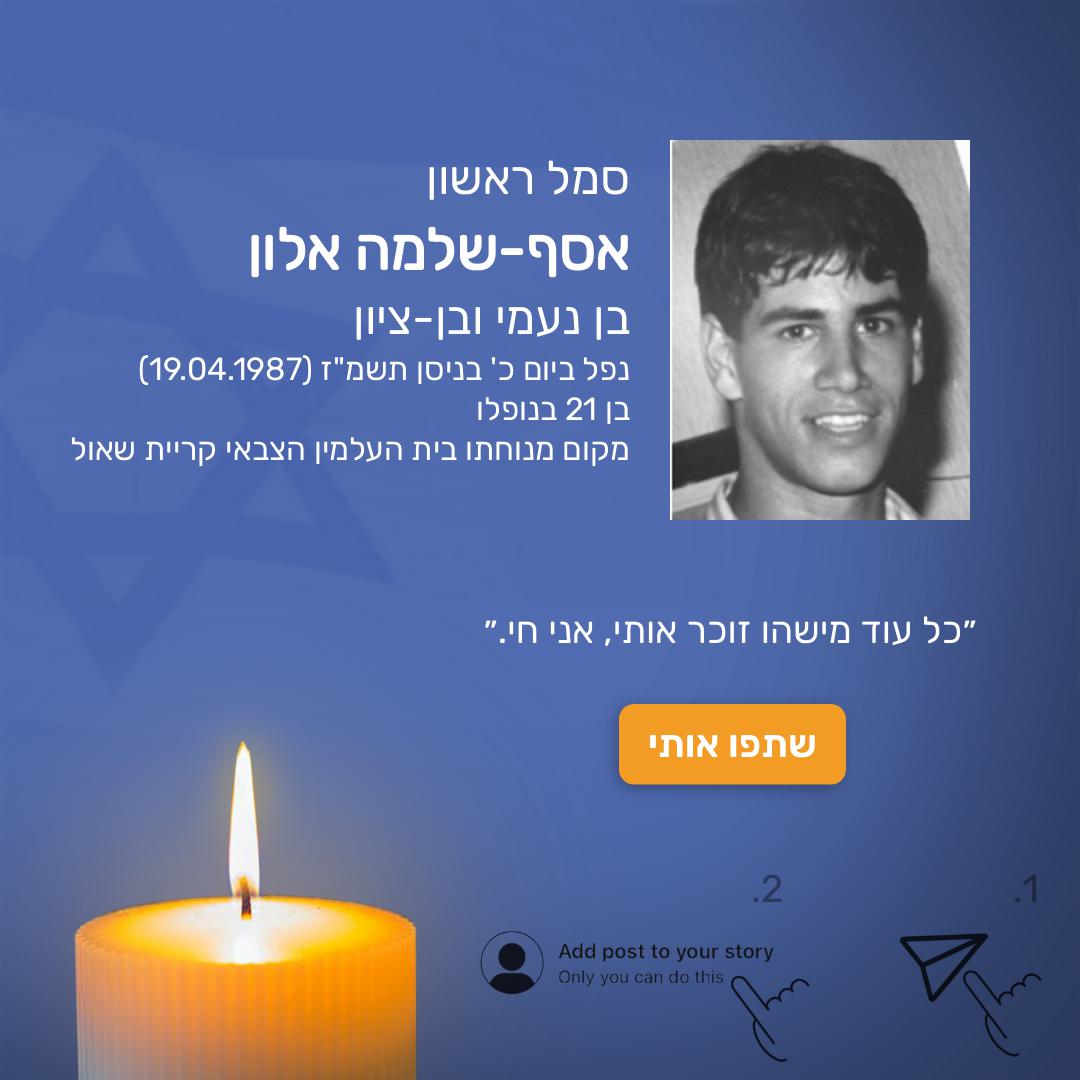 סמל ראשון
אסף-שלמה אלון
בן נעמי ובן-ציון
נפל ביום כ' בניסן תשמ"ז (19.04.1987)
בן 21 בנופלו
מקום מנוחתו בית העלמין הצבאי קריית שאול
״כל עוד מישהו זוכר אותי, אני חי.״
שתפו אותי
1.
2.
Add post to your story
Only you can do this